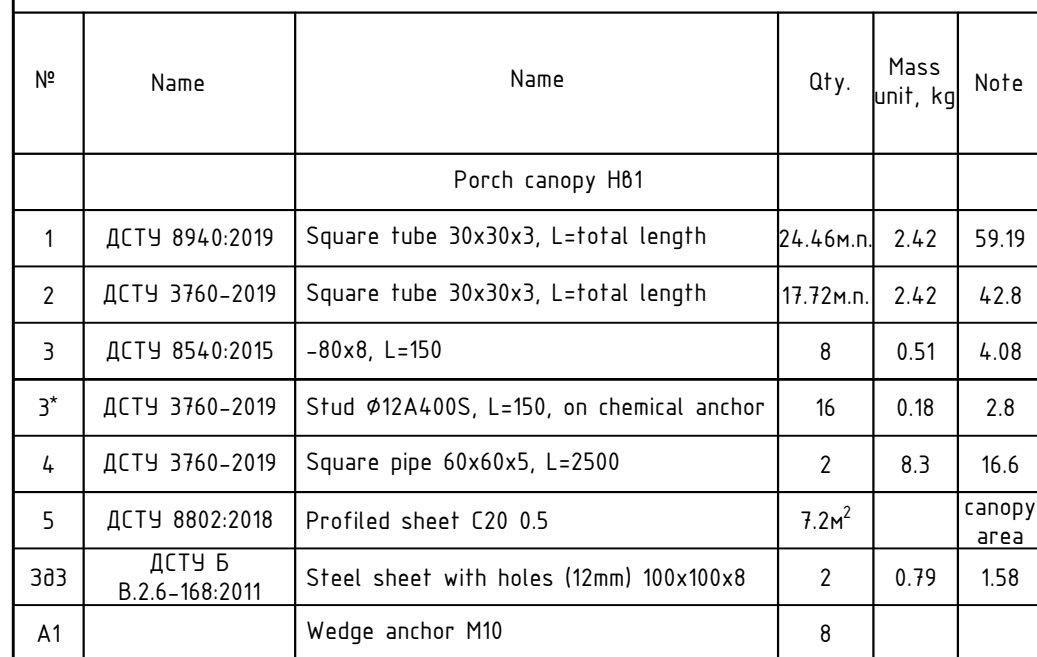 № Name Name Qty. Mass unit, kg Note
Porch canopy Нв1
1 ДСТУ 8940:2019 Square tube 30x30x3, L=total length 24.46м.п. 2.42 59.19
2 ДСТУ 3760-2019 Square tube 30x30x3, L=total length 17.72м.п. 2.42 42.8
3 ДСТУ 8540:2015 -80x8, L=150 8 0.51 4.08
3* ДСТУ 3760-2019 Stud Ø12A400S, L=150, on chemical anchor 16 0.18 2.8
4 ДСТУ 3760-2019 Square pipe 60x60x5, L=2500 2 8.3 16.6
5 ДСТУ 8802:2018 Profiled sheet C20 0.5 7.2м² canopy area
Зд3 ДСТУ Б В.2.6-168:2011 Steel sheet with holes (12mm) 100x100x8 2 0.79 1.58
А1 Wedge anchor M10 8